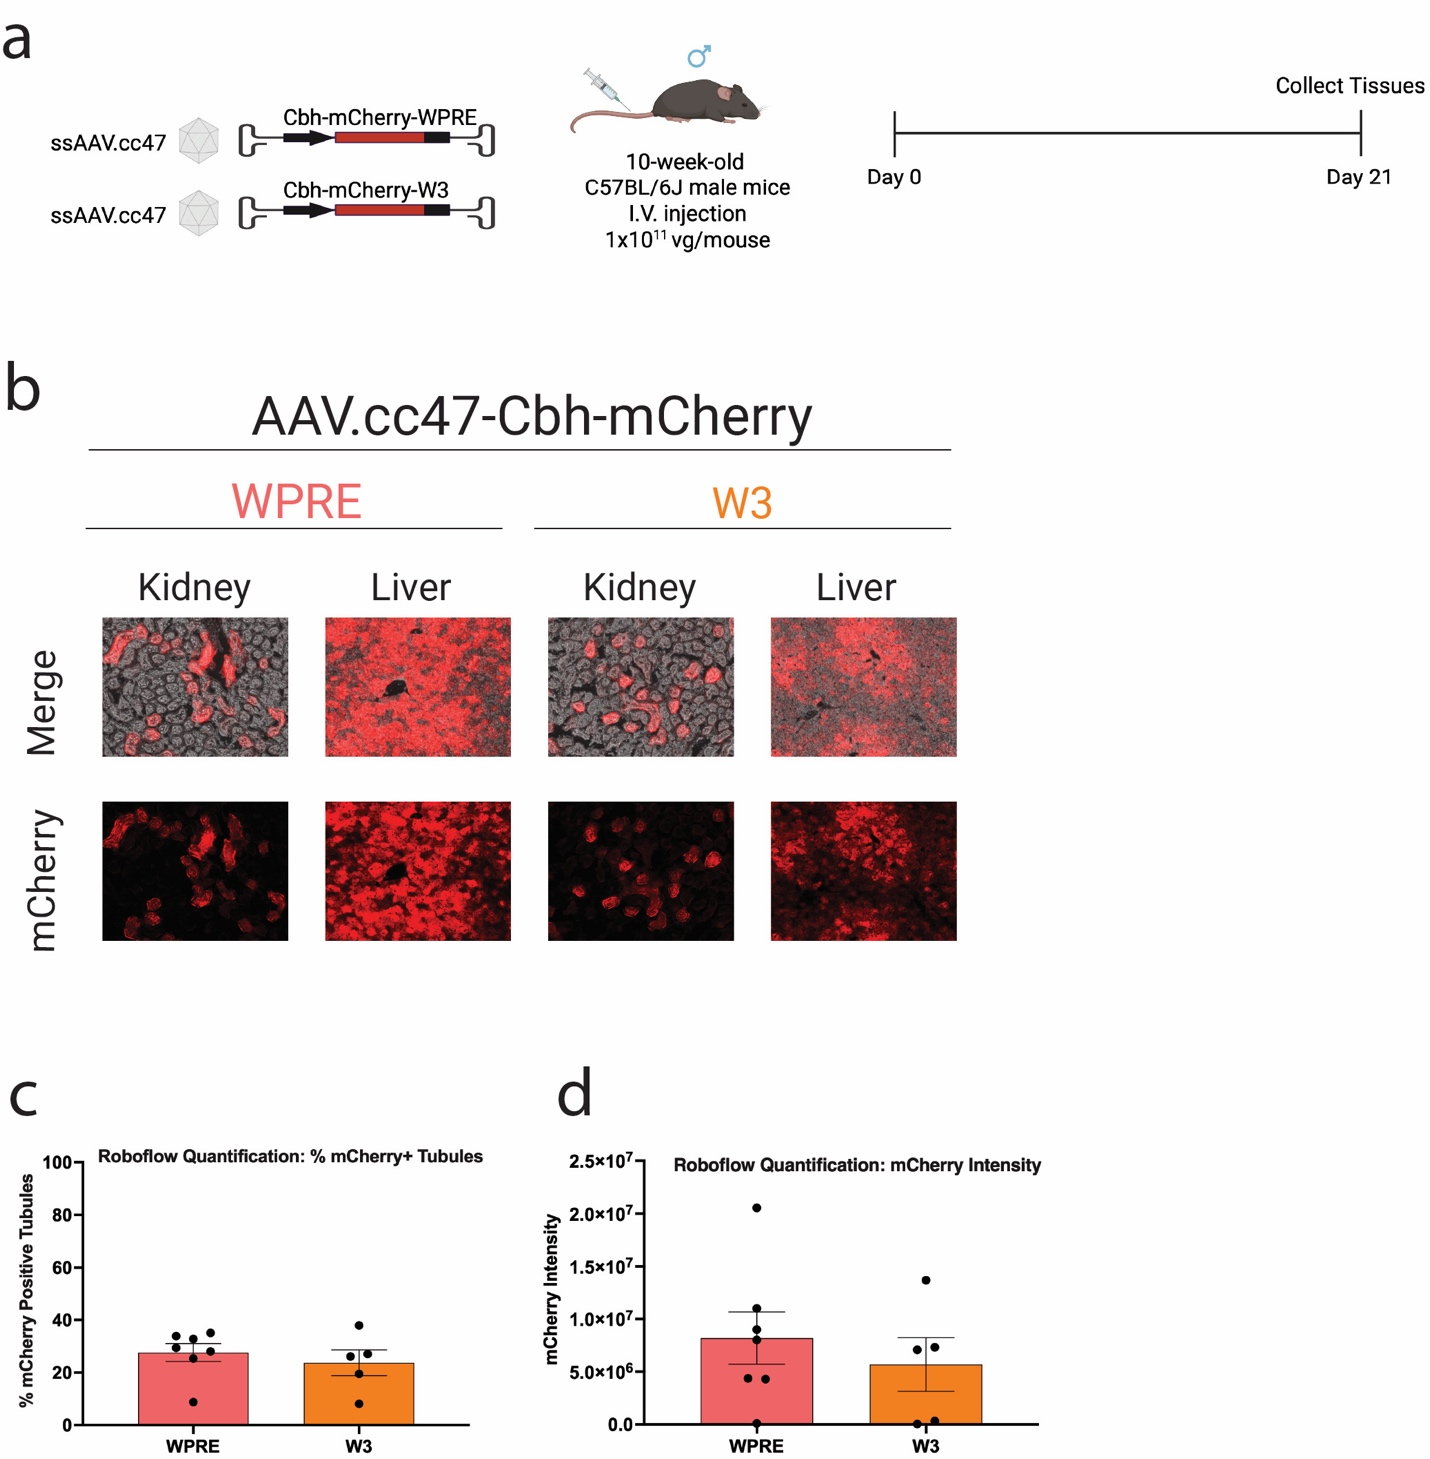 a
Collect Tissues
Cbh-mCherry-WPRE
ssAAV.cc47
Cbh-mCherry-W3
ssAAV.cc47
10-week-old
C57BL/6J male mice
I.V. injection
1x10¹¹ vg/mouse
Day 0
Day 21
b
AAV.cc47-Cbh-mCherry
WPRE
W3
Kidney
Liver
Kidney
Liver
Merge
mCherry
c
Roboflow Quantification: % mCherry+ Tubules
% mCherry Positive Tubules
100
80
60
40
20
0
WPRE
W3
d
Roboflow Quantification: mCherry Intensity
mCherry Intensity
2.5×10⁷
2.0×10⁷
1.5×10⁷
1.0×10⁷
5.0×10⁶
0.0
WPRE
W3